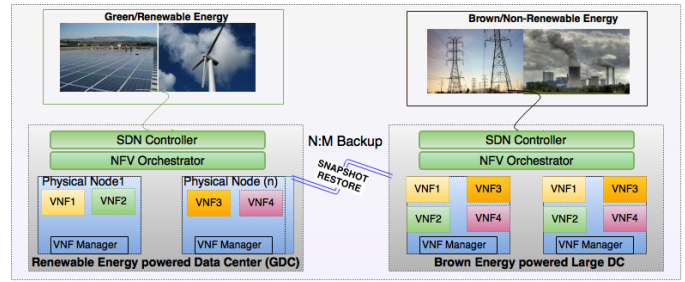 Green/Renewable Energy
Brown/Non-Renewable Energy
SDN Controller
NFV Orchestrator
Physical Node1
VNF1
VNF2
VNF Manager
Physical Node (n)
VNF3
VNF4
VNF Manager
Renewable Energy powered Data Center (GDC)
N:M Backup
SNAPSHOT
RESTORE
SDN Controller
NFV Orchestrator
VNF1
VNF3
VNF2
VNF4
VNF Manager
VNF1
VNF3
VNF2
VNF4
VNF Manager
Brown Energy powered Large DC